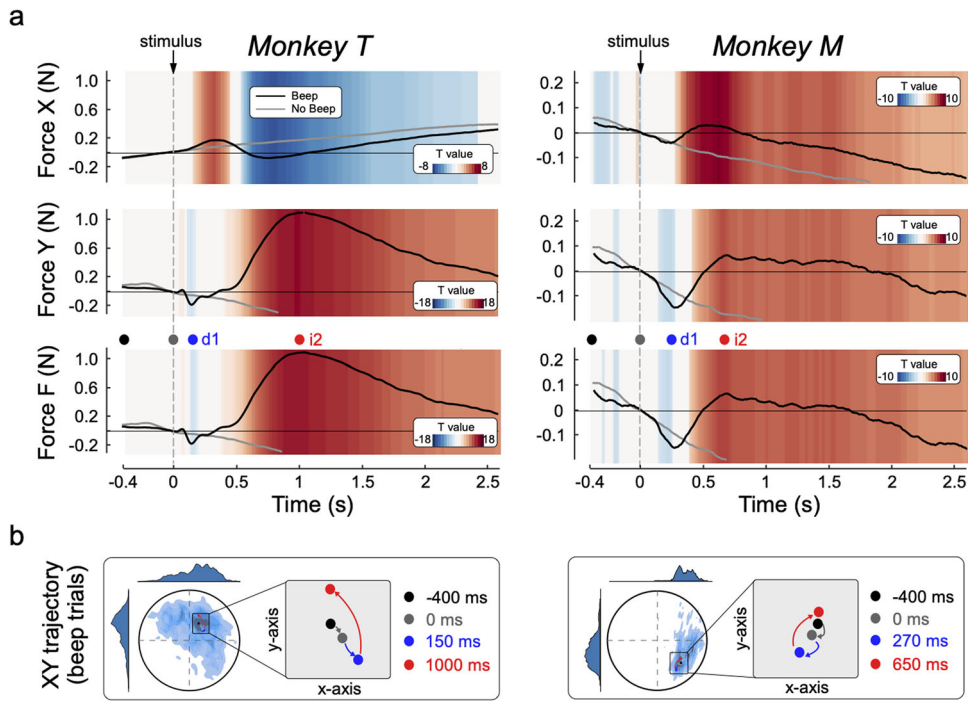 a
stimulus
Monkey T
stimulus
Monkey M
Force X (N)
1.0
0.6
0.2
-0.2
Beep
No Beep
T value
-8
8
0.2
0.1
0
-0.1
T value
-10
10
Force Y (N)
1.0
0.6
0.2
-0.2
T value
-18
18
0.2
0.1
0
-0.1
T value
-10
10
d1
i2
d1
i2
Force F (N)
1.0
0.6
0.2
-0.2
T value
-18
18
0.2
0.1
0
-0.1
T value
-10
10
-0.4
0
0.5
1
1.5
2
2.5
Time (s)
-0.4
0
0.5
1
1.5
2
2.5
Time (s)
b
XY trajectory
(beep trials)
y-axis
x-axis
-400 ms
0 ms
150 ms
1000 ms
y-axis
x-axis
-400 ms
0 ms
270 ms
650 ms